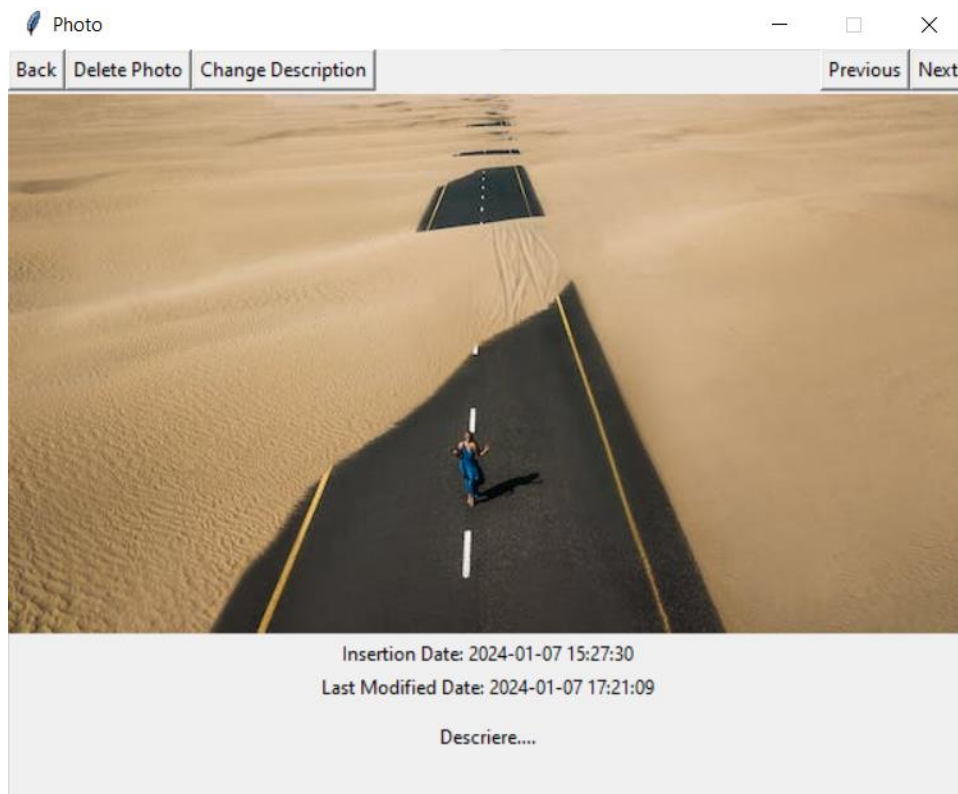 Photo
Back Delete Photo Change Description Previous Next
Insertion Date: 2024-01-07 15:27:30
Last Modified Date: 2024-01-07 17:21:09
Descriere....